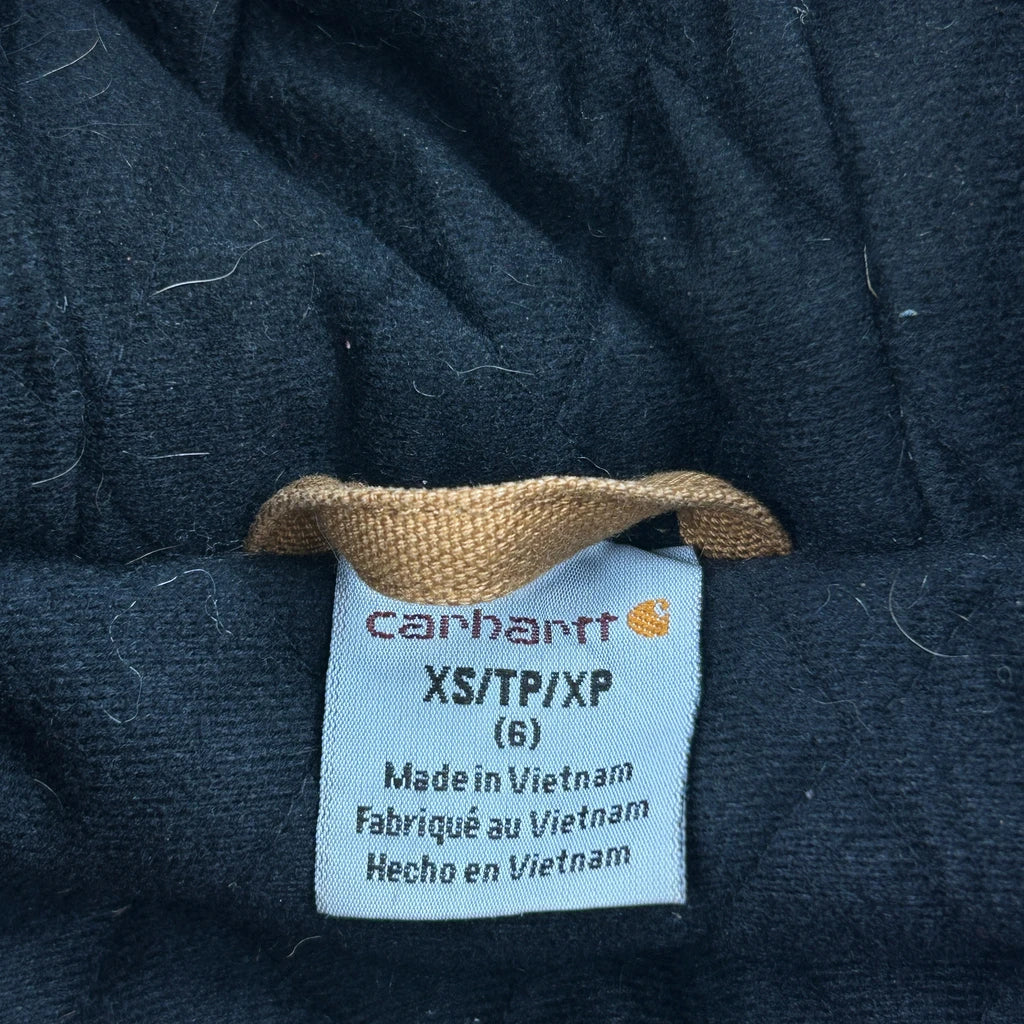 carhartt
XS/TP/XP
(6)
Made in Vietnam
Fabriqué au Vietnam
Hecho en Vietnam